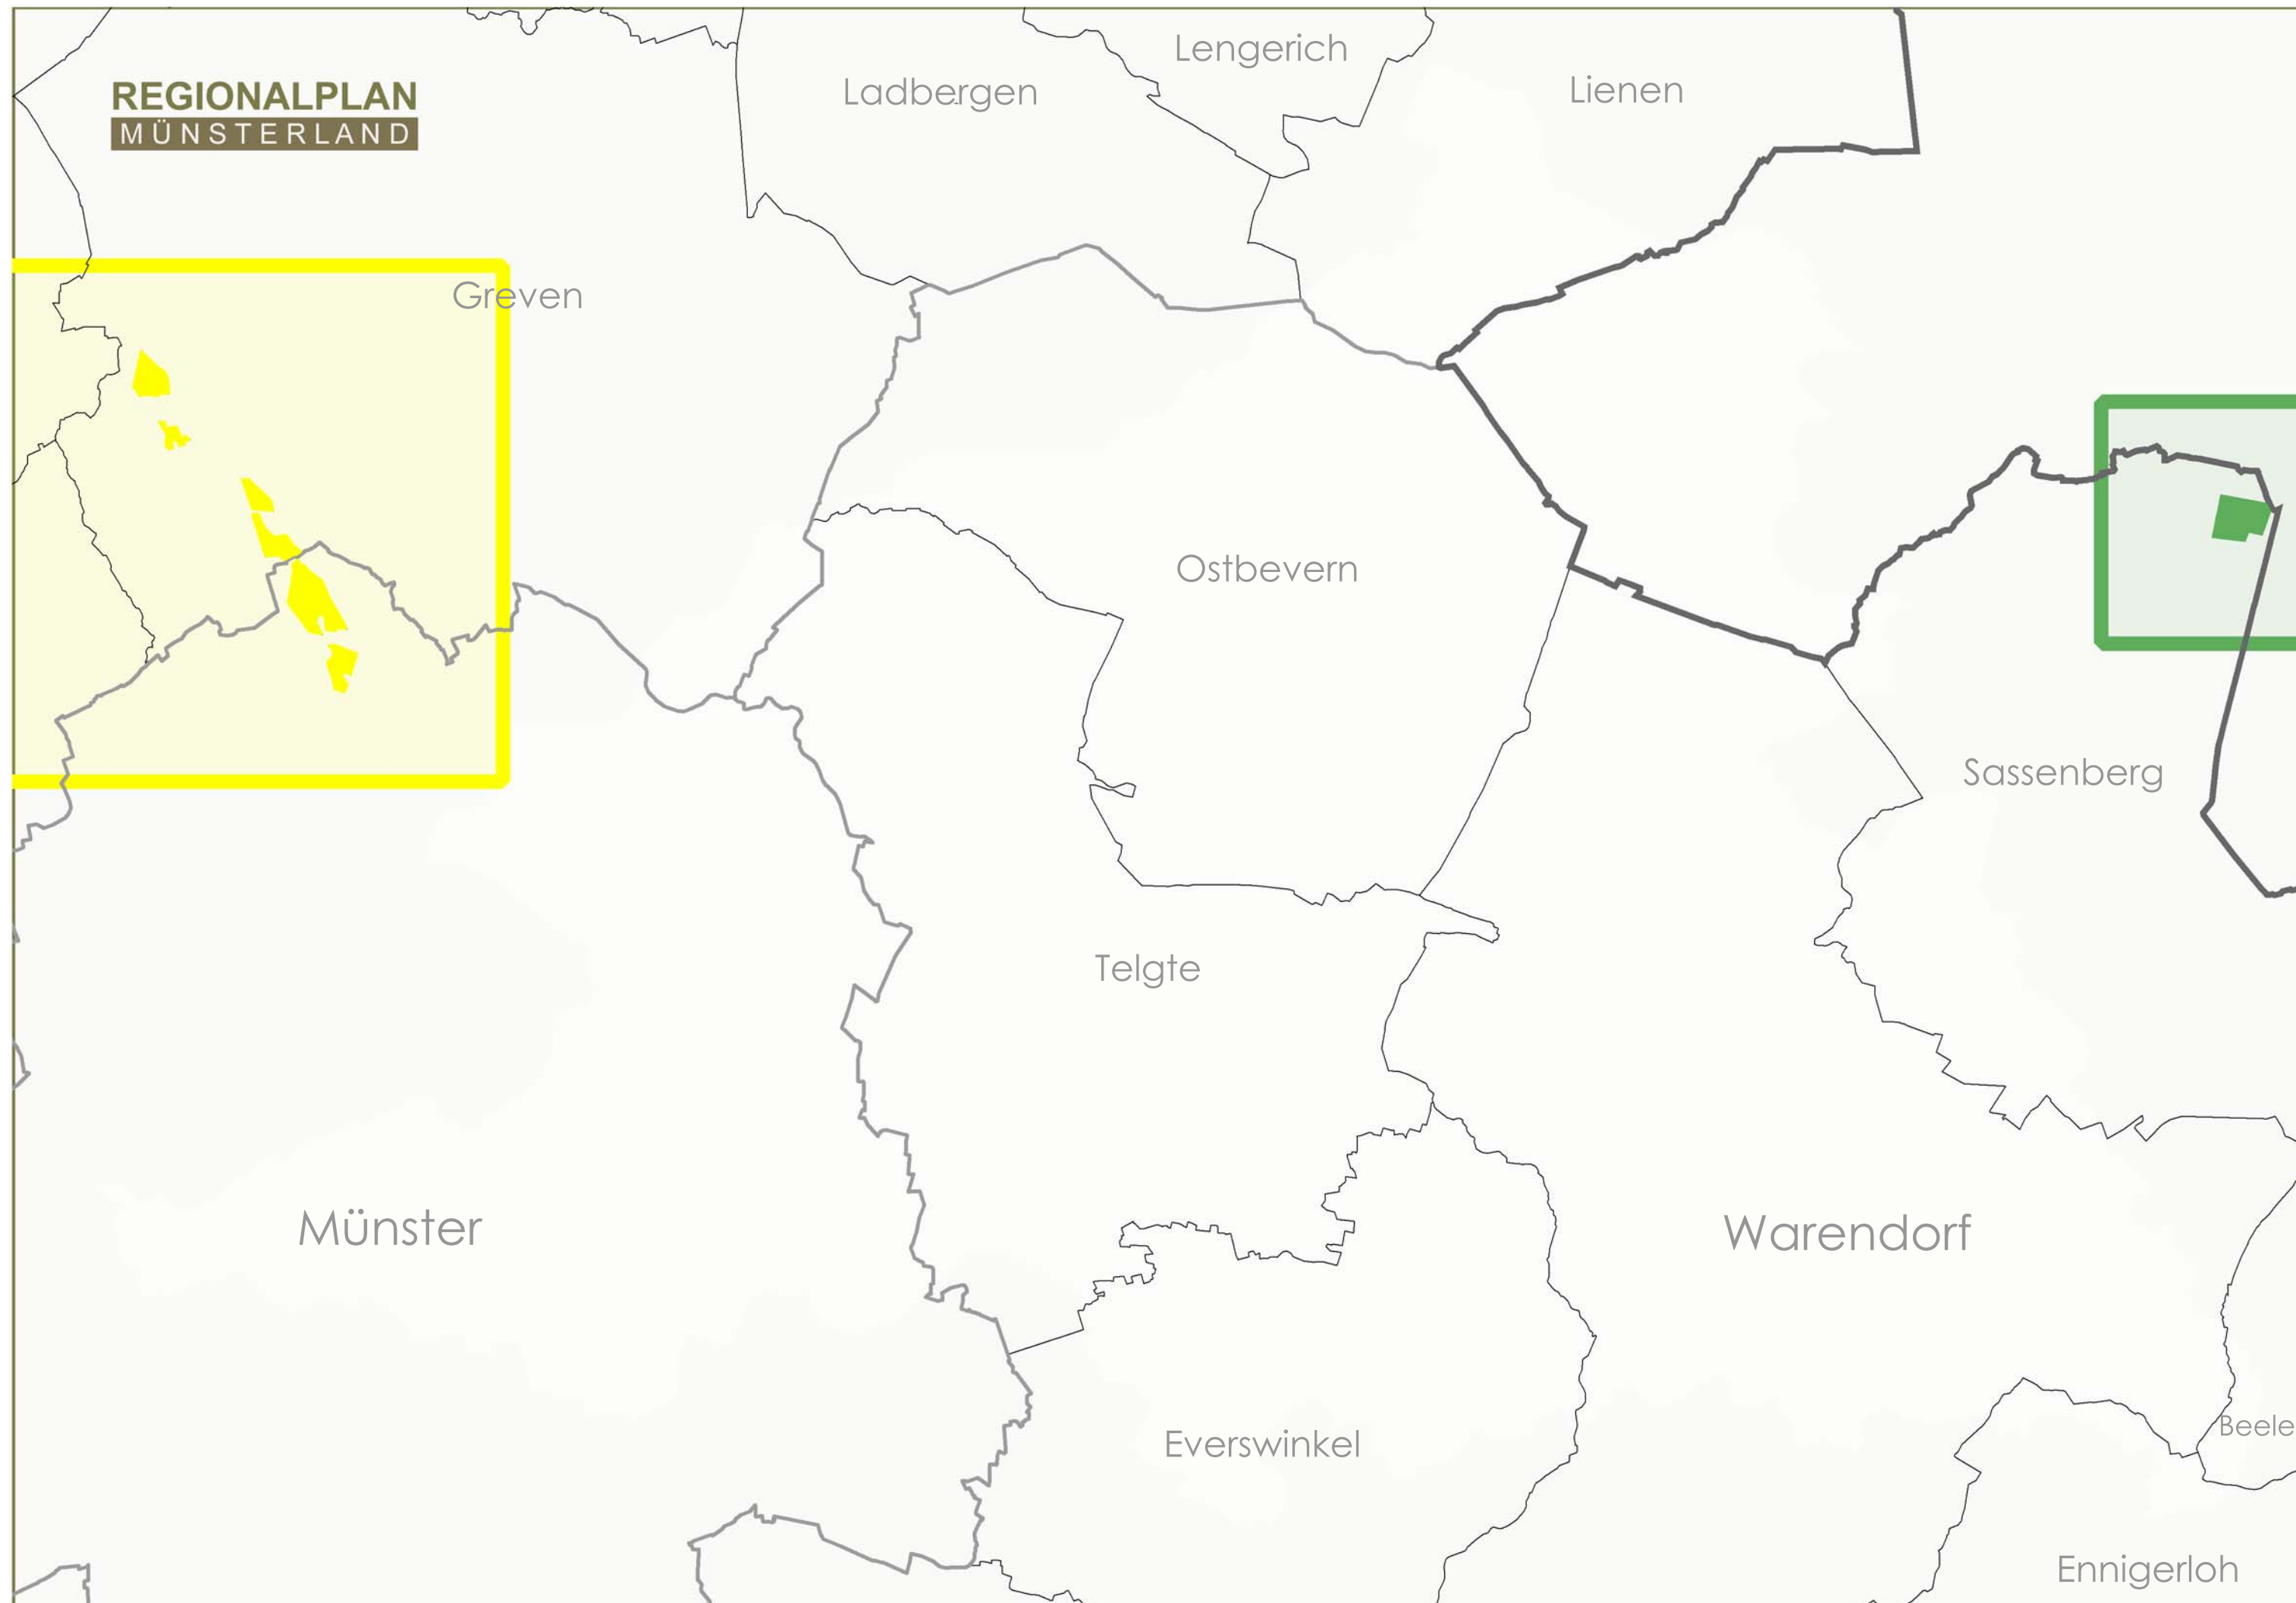 REGIONALPLAN
MÜNSTERLAND
Lengerich
Ladbergen
Lienen
Greven
Ostbevern
Sassenberg
Telgte
Münster
Warendorf
Everswinkel
Beele
Ennigerloh